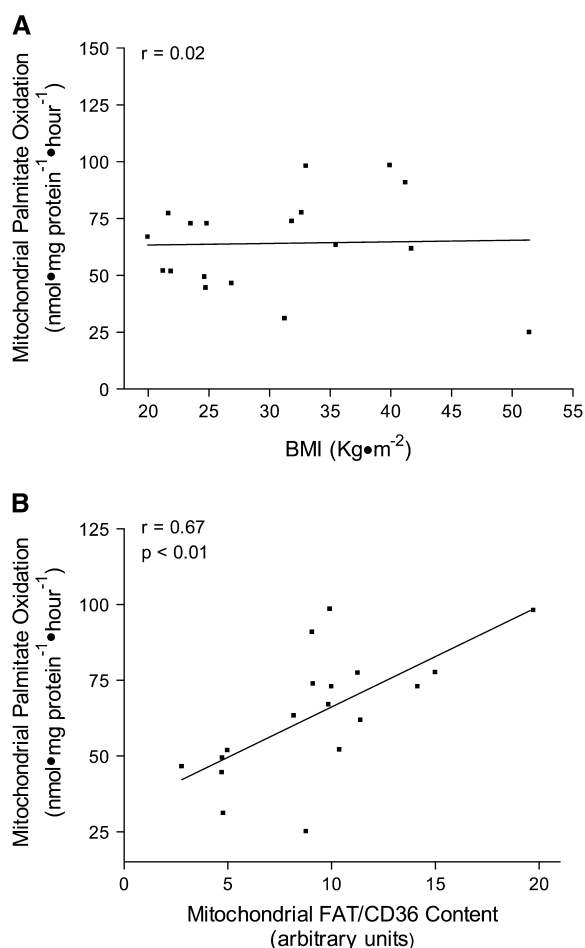 A
r = 0.02
Mitochondrial Palmitate Oxidation
(nmol●mg protein⁻¹●hour⁻¹)
150
125
100
75
50
25
0
20 25 30 35 40 45 50 55
BMI (Kg●m⁻²)
B
r = 0.67
p < 0.01
Mitochondrial Palmitate Oxidation
(nmol●mg protein⁻¹●hour⁻¹)
125
100
75
50
25
0 5 10 15 20
Mitochondrial FAT/CD36 Content
(arbitrary units)